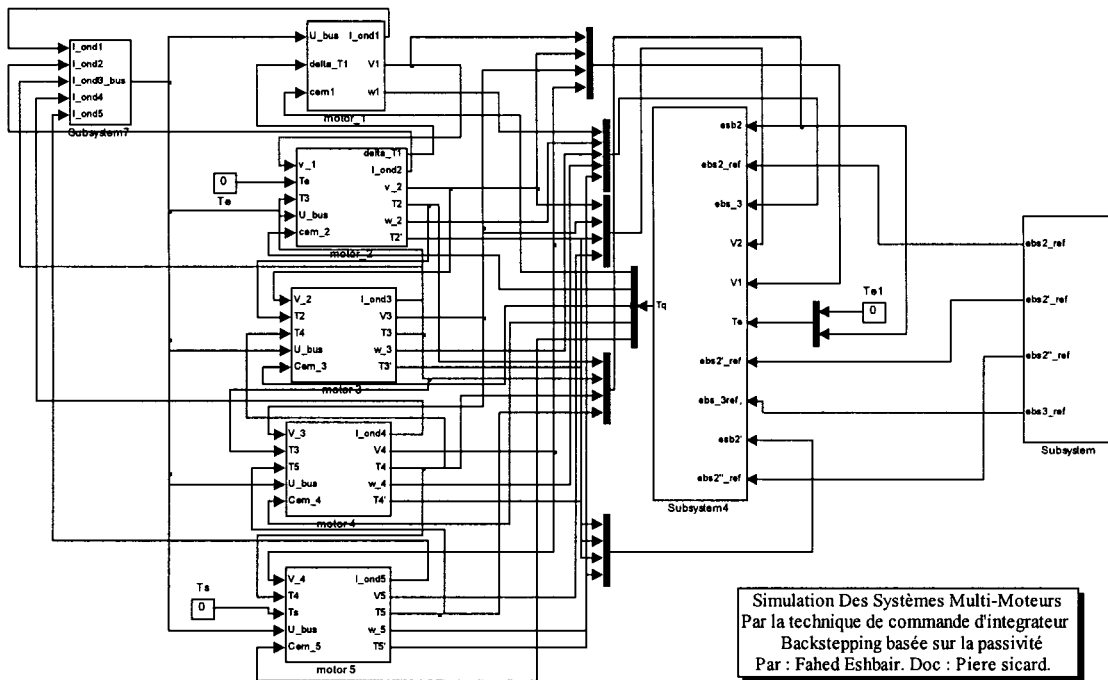 I_ond1
I_ond2
I_ond3_bus
I_ond4
I_ond5
Subsystem7
U_bus
I_ond1
delta_T1
V1
cem1
w1
motor_1
delta_T1
v_1
I_ond2
Te
v_2
T3
T2
U_bus
w_2
cem_2
T2'
motor_2
0
Te
V_2
I_ond3
T2
V3
T4
T3
U_bus
w_3
Cem_3
T3'
motor 3
V_3
I_ond4
T3
V4
T5
T4
U_bus
w_4
Cem_4
T4'
motor 4
V_4
I_ond5
T4
V5
Ts
T5
U_bus
w_5
Cem_5
T5'
motor 5
Ts
0
Tq
esb2
ebs2_ref
ebs_3
V2
V1
Te
ebs2'_ref
ebs_3ref,
esb2'
ebs2''_ref
Subsystem4
Te1
0
ebs2_ref
ebs2'_ref
ebs2''_ref
ebs3_ref
Subsystem
Simulation Des Systèmes Multi-Moteurs
Par la technique de commande d'integrateur
Backstepping basée sur la passivité
Par : Fahed Eshbair. Doc : Piere sicard.